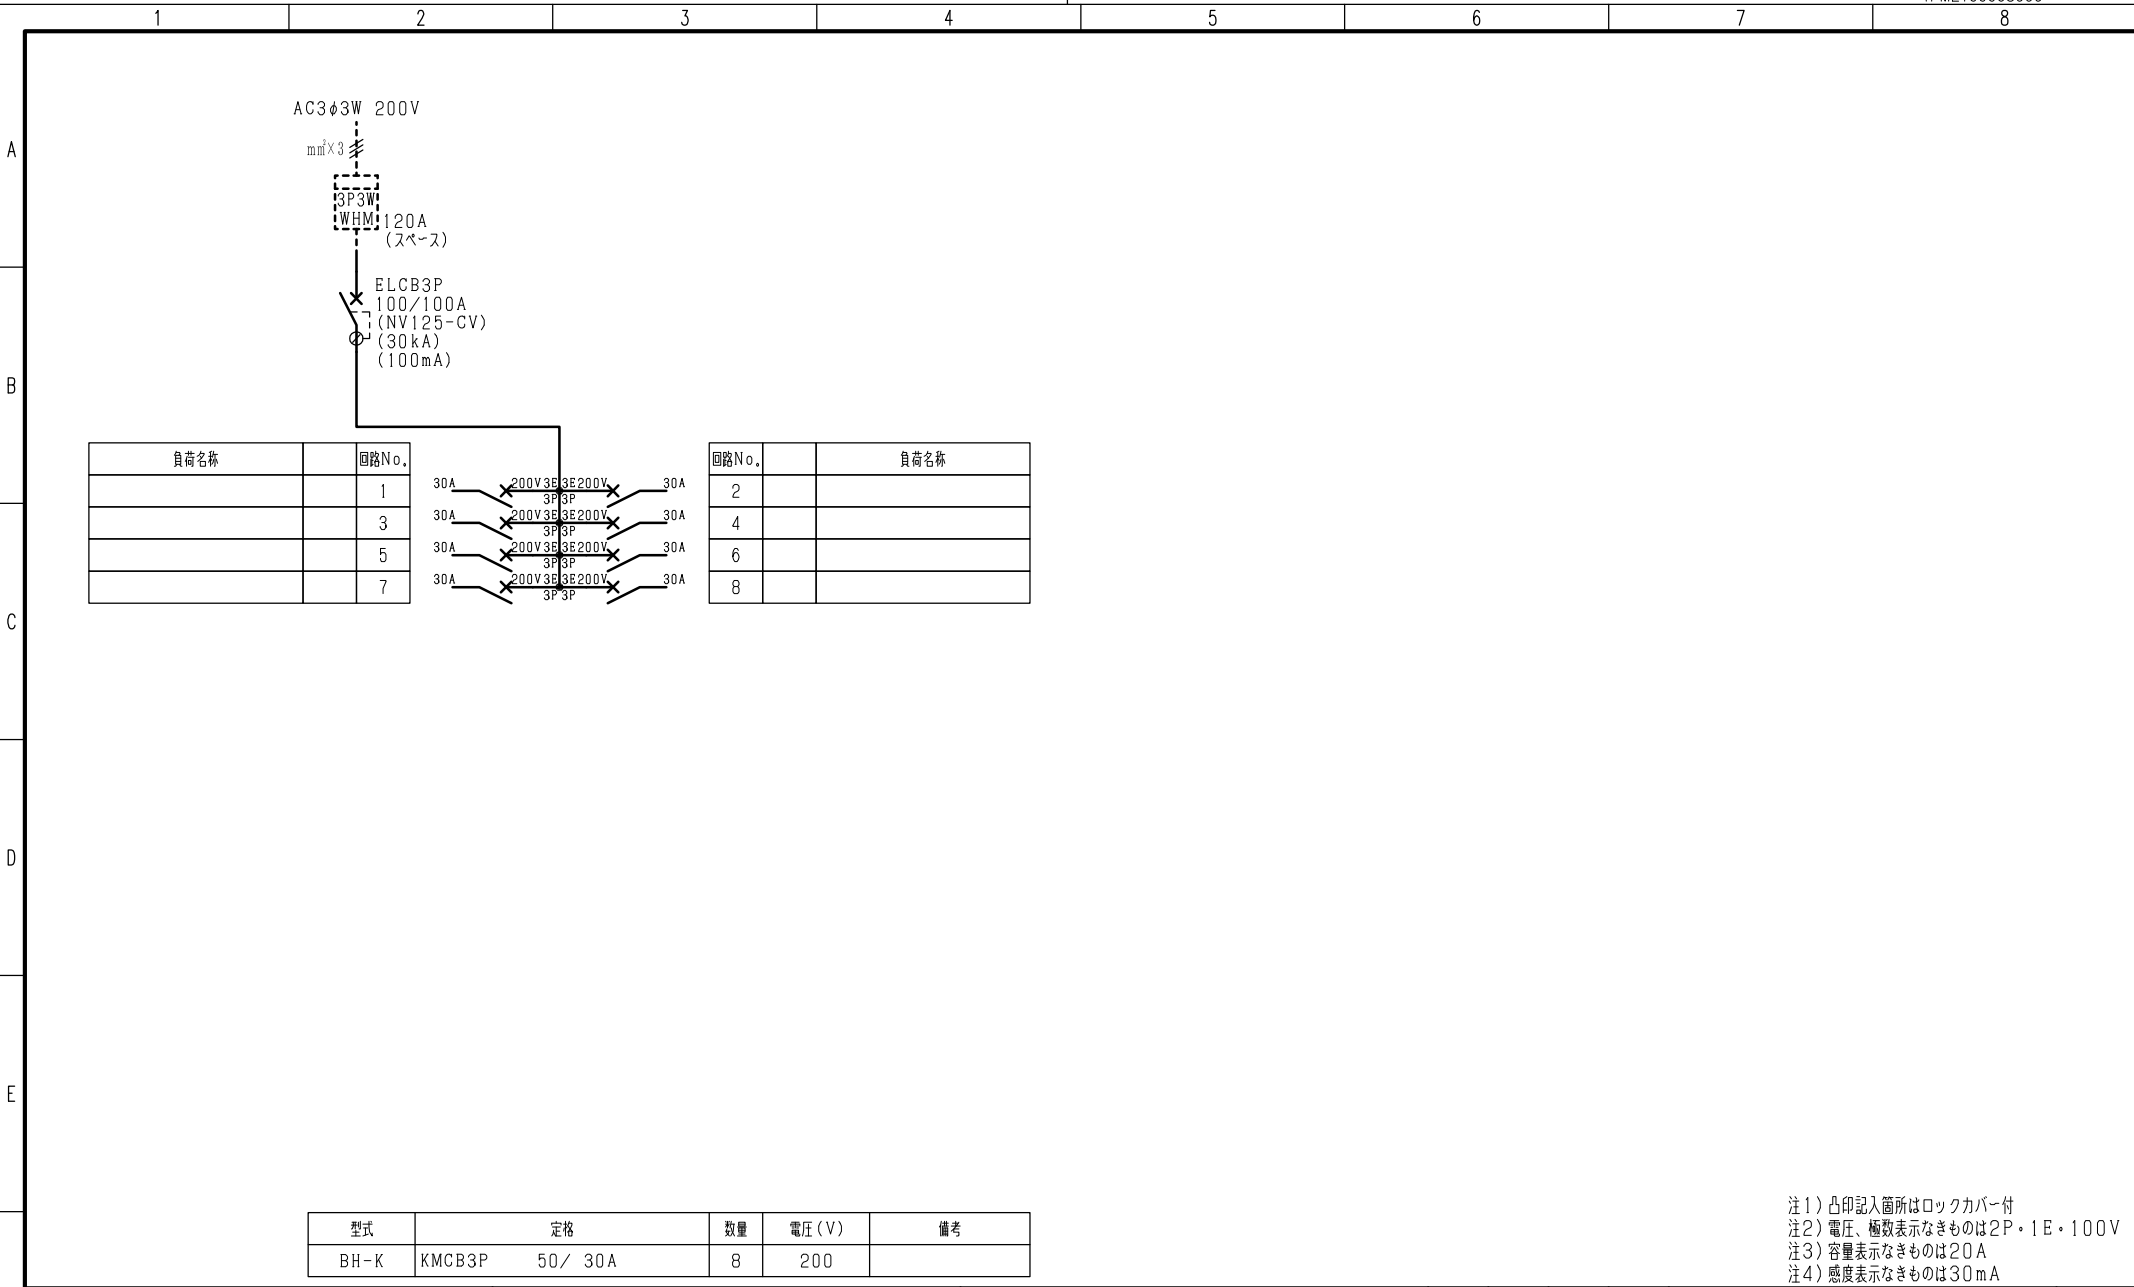 1 2 3 4 5 6 7 8
A
B
C
D
E
AC3φ3W 200V
mm²×3
3P3W
WHM
120A
(スペース)
ELCB3P
100/100A
(NV125-CV)
(30kA)
(100mA)
負荷名称 回路No. 回路No. 負荷名称
1 30A 200V 3E 3E 200V 30A 2
3P 3P
3 30A 200V 3E 3E 200V 30A 4
3P 3P
5 30A 200V 3E 3E 200V 30A 6
3P 3P
7 30A 200V 3E 3E 200V 30A 8
3P 3P
型式 定格 数量 電圧(V) 備考
BH-K KMCB3P 50/ 30A 8 200
注1)凸印記入箇所はロックカバー付
注2)電圧、極数表示なきものは2P・1E・100V
注3)容量表示なきものは20A
注4)感度表示なきものは30mA